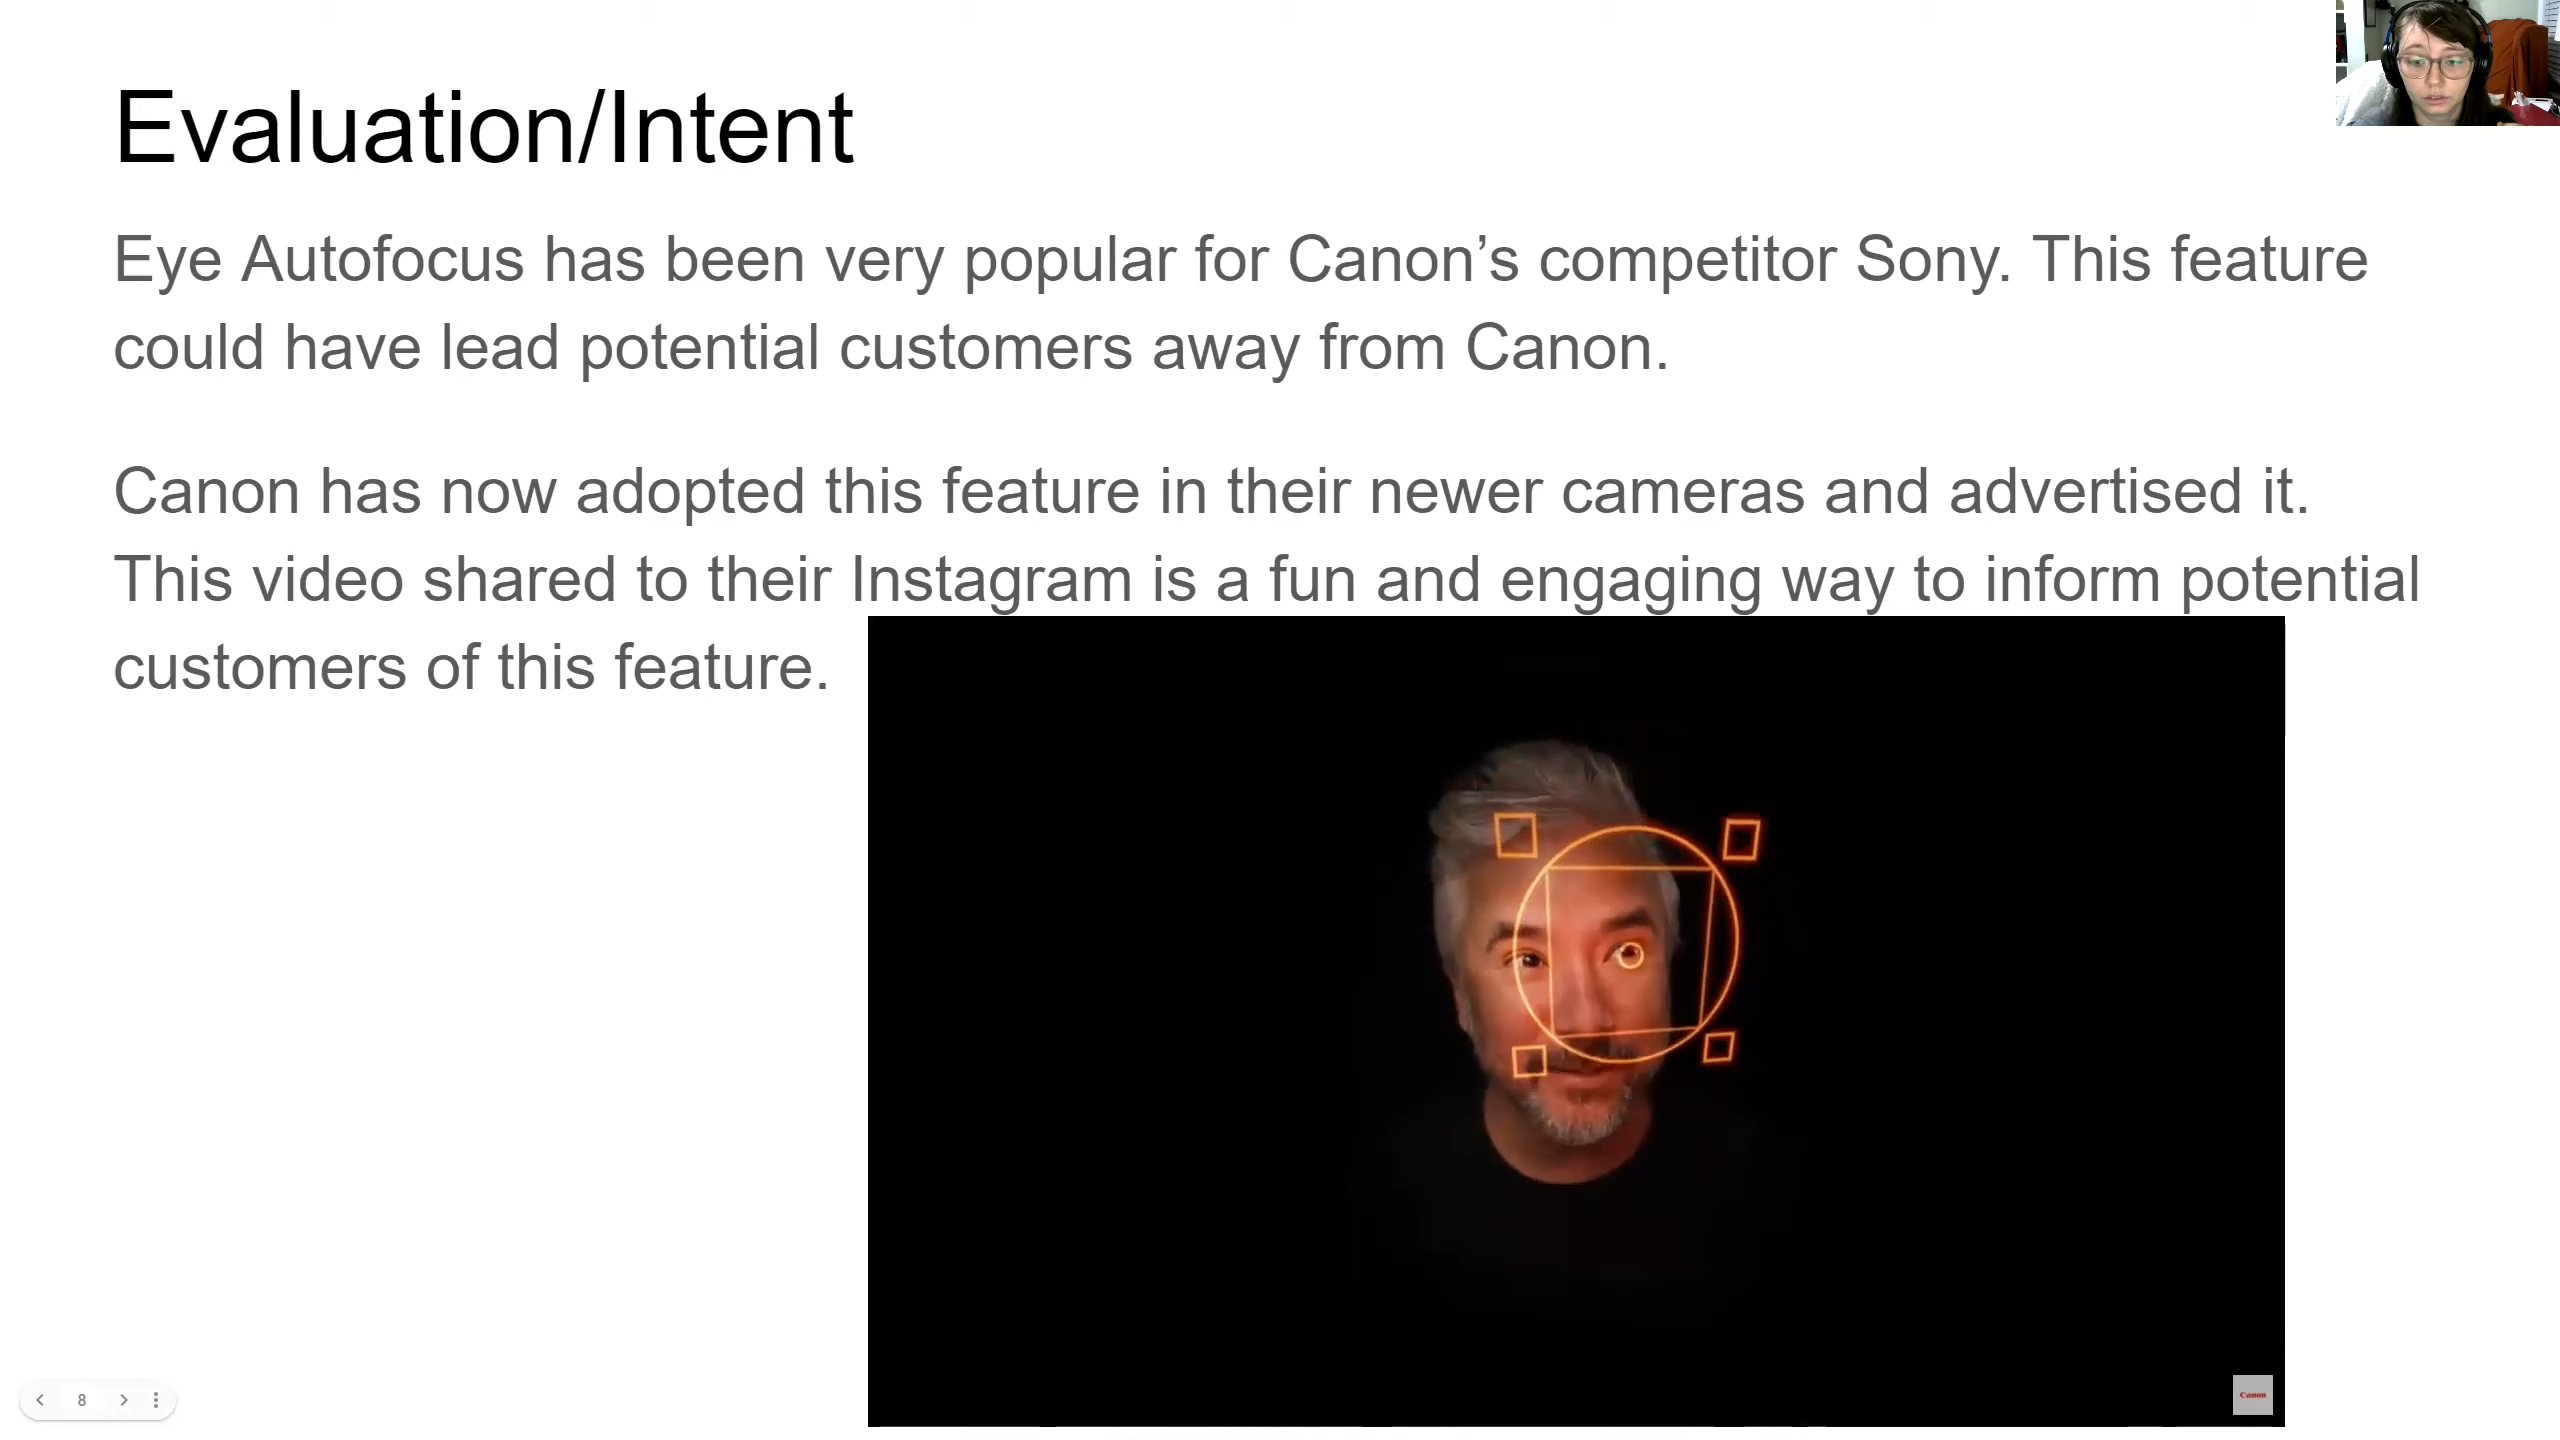 Evaluation/Intent
Eye Autofocus has been very popular for Canon’s competitor Sony. This feature
could have lead potential customers away from Canon.
Canon has now adopted this feature in their newer cameras and advertised it.
This video shared to their Instagram is a fun and engaging way to inform potential
customers of this feature.
Canon
8